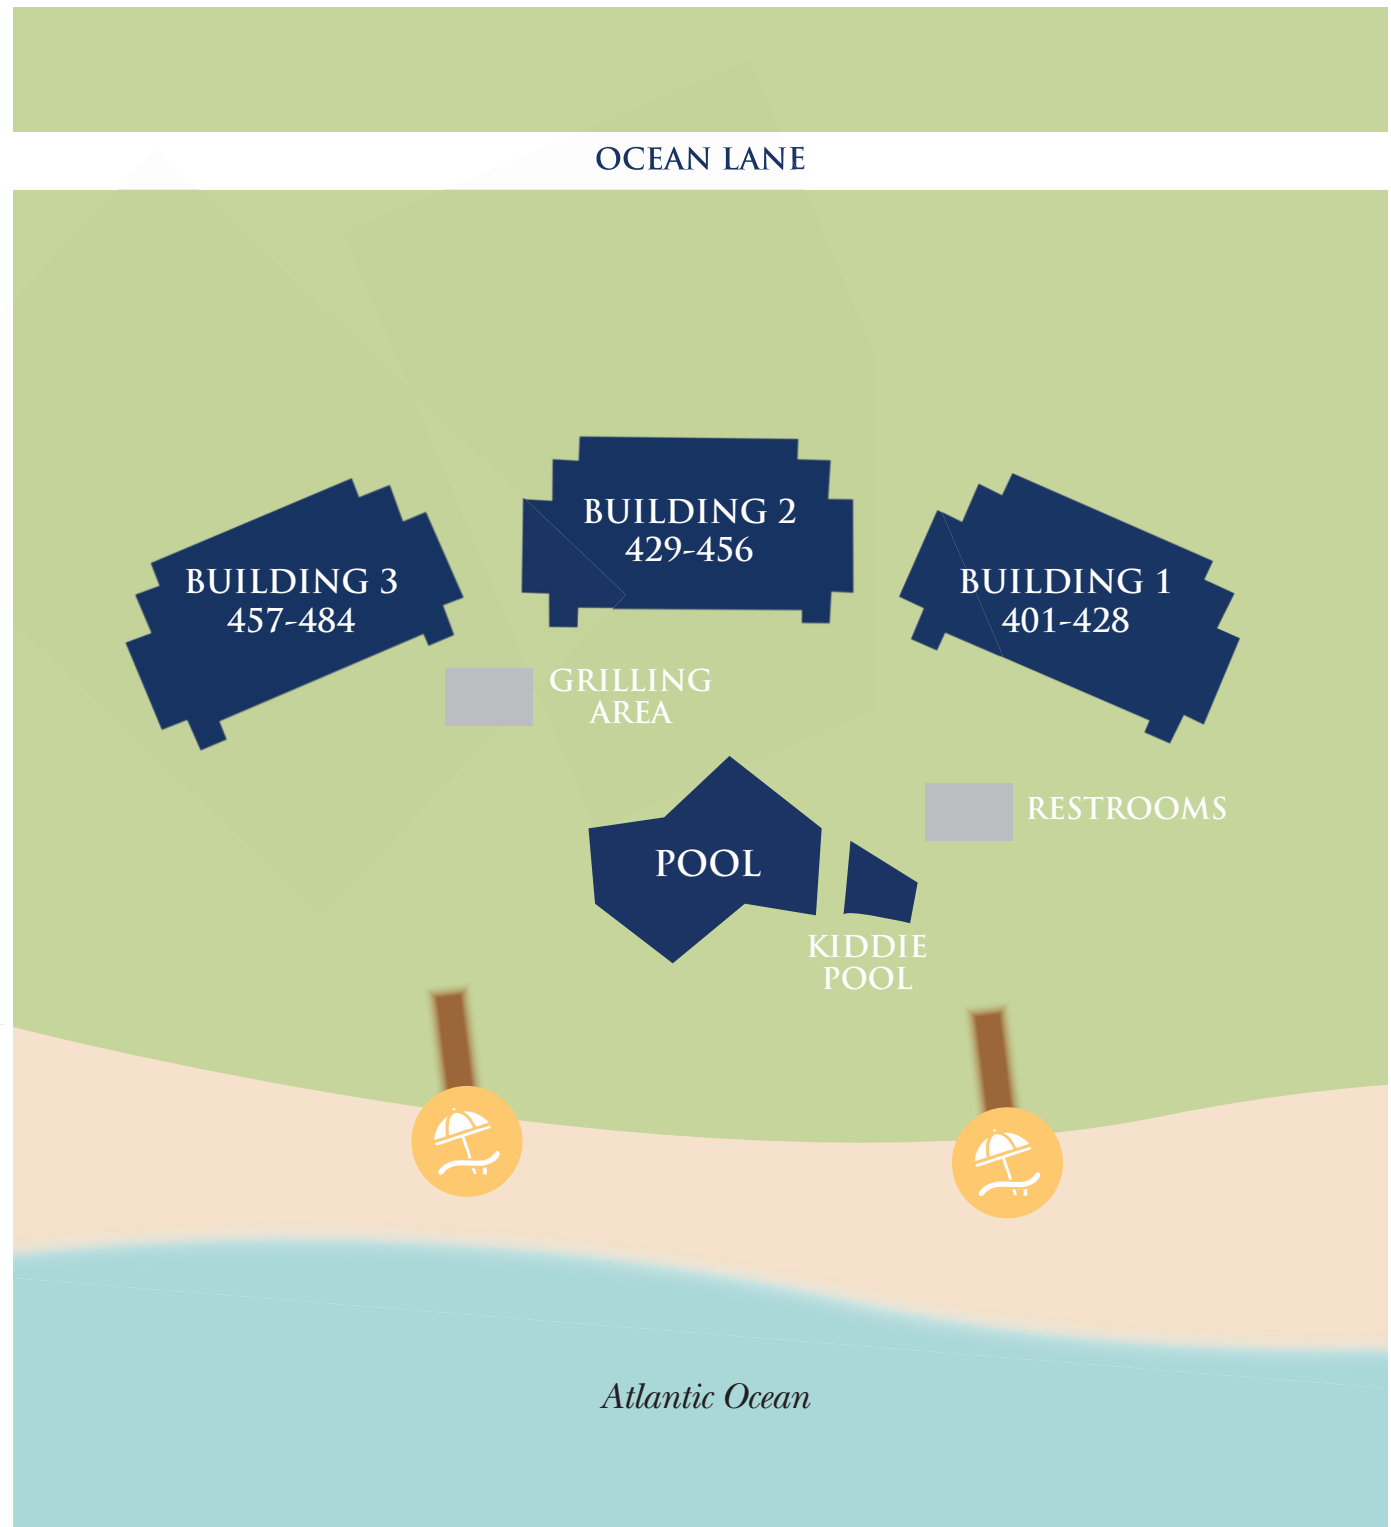 OCEAN LANE
BUILDING 2
429-456
BUILDING 3
457-484
BUILDING 1
401-428
GRILLING
AREA
RESTROOMS
POOL
KIDDIE
POOL
Atlantic Ocean